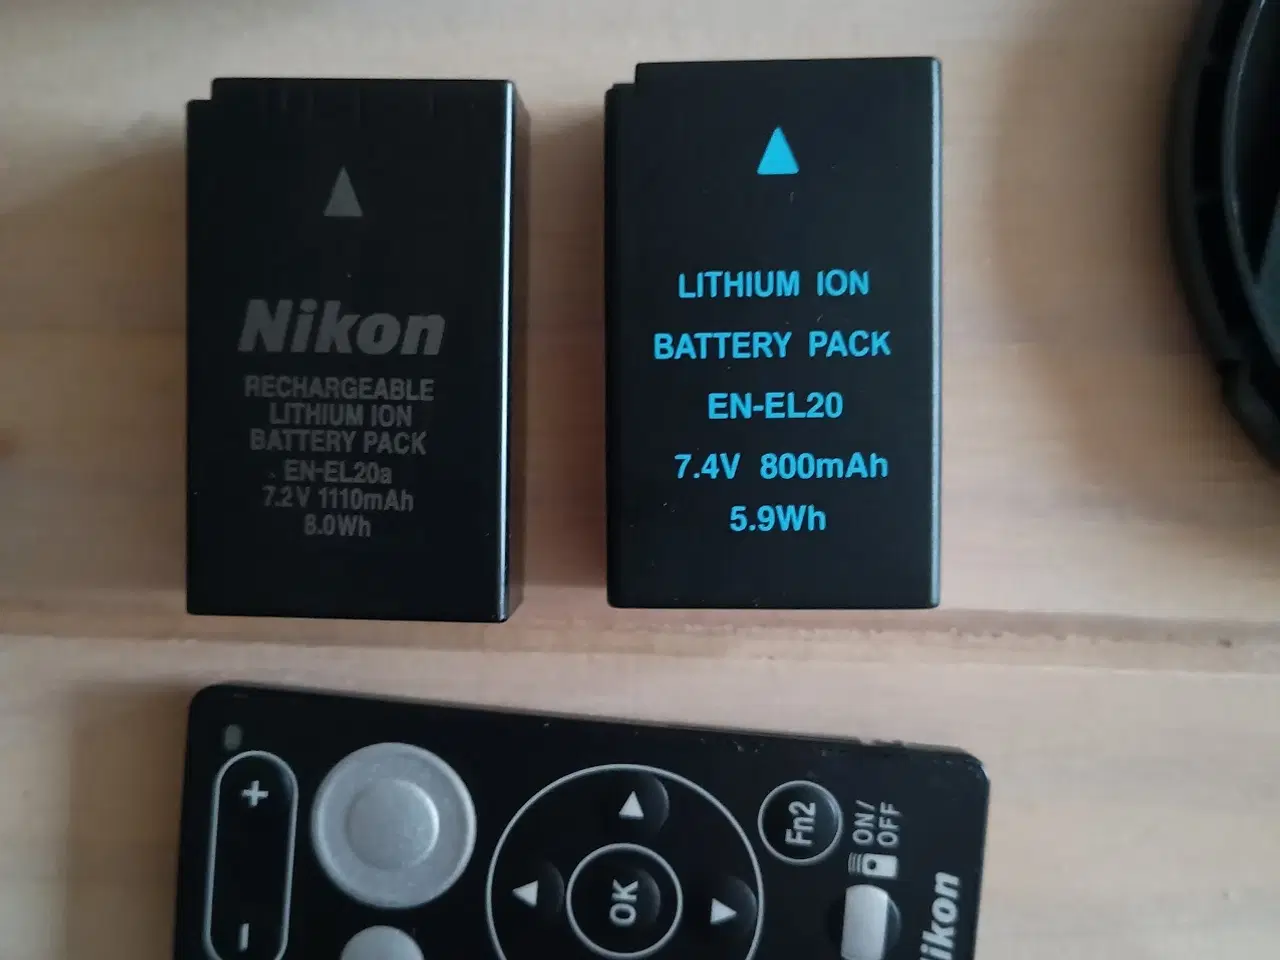 Nikon
RECHARGEABLE
LITHIUM ION
BATTERY PACK
EN-EL20a
7.2V 1110mAh
8.0Wh
LITHIUM ION
BATTERY PACK
EN-EL20
7.4V 800mAh
5.9Wh
+
-
OK
Fn2
ON/
OFF
Nikon